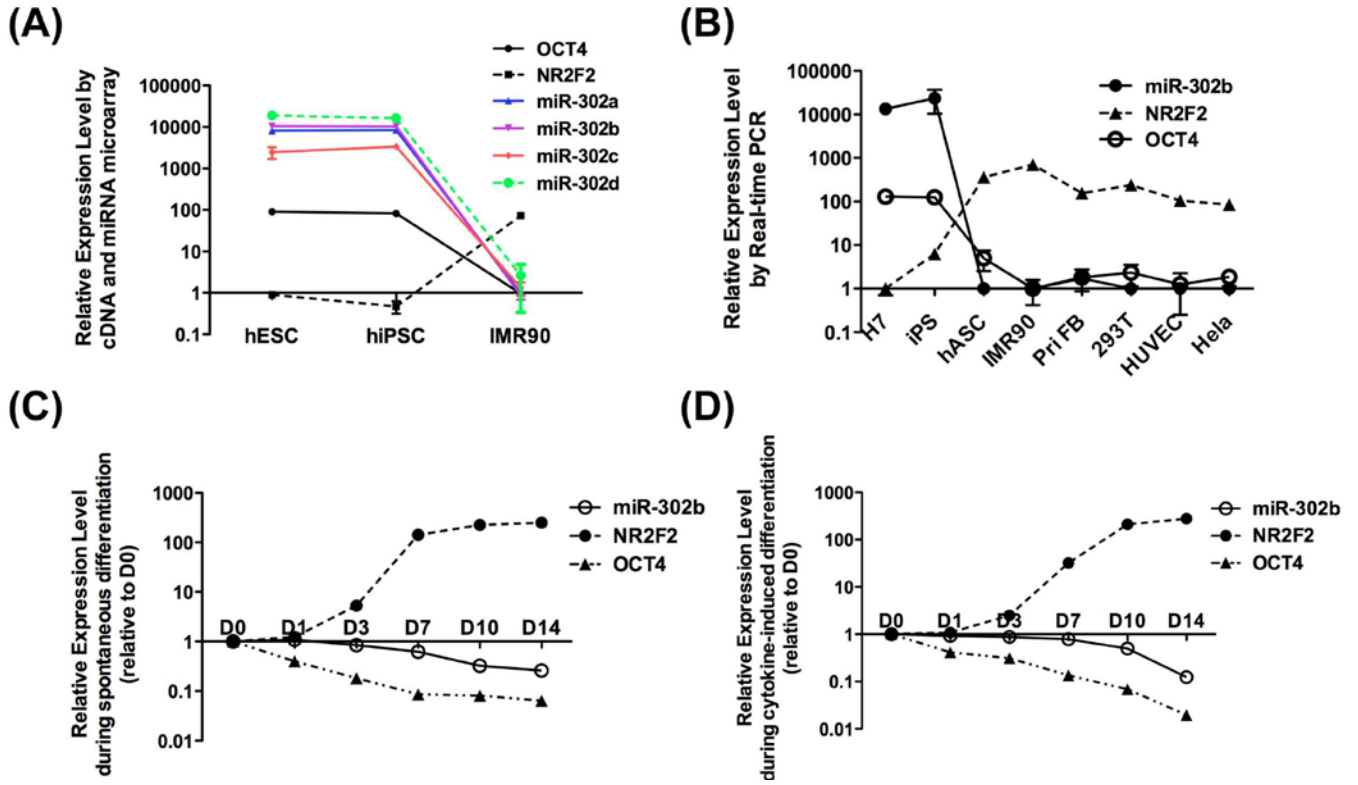 (A)
Relative Expression Level by
cDNA and miRNA microarray
100000
10000
1000
100
10
1
0.1
hESC
hiPSC
IMR90
OCT4
NR2F2
miR-302a
miR-302b
miR-302c
miR-302d
(B)
Relative Expression Level
by Real-time PCR
100000
10000
1000
100
10
1
0.1
H7
iPS
hASC
IMR90
Pri FB
293T
HUVEC
Hela
miR-302b
NR2F2
OCT4
(C)
Relative Expression Level
during spontaneous differentiation
(relative to D0)
1000
100
10
1
0.1
0.01
D0
D1
D3
D7
D10
D14
miR-302b
NR2F2
OCT4
(D)
Relative Expression Level
during cytokine-induced differentiation
(relative to D0)
1000
100
10
1
0.1
0.01
D0
D1
D3
D7
D10
D14
miR-302b
NR2F2
OCT4